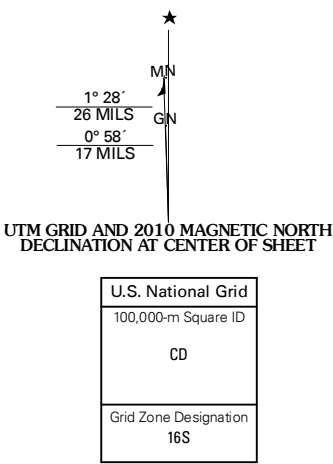 MN
1° 28´
26 MILS
GN
0° 58´
17 MILS
UTM GRID AND 2010 MAGNETIC NORTH
DECLINATION AT CENTER OF SHEET
U.S. National Grid
100,000-m Square ID
CD
Grid Zone Designation
16S